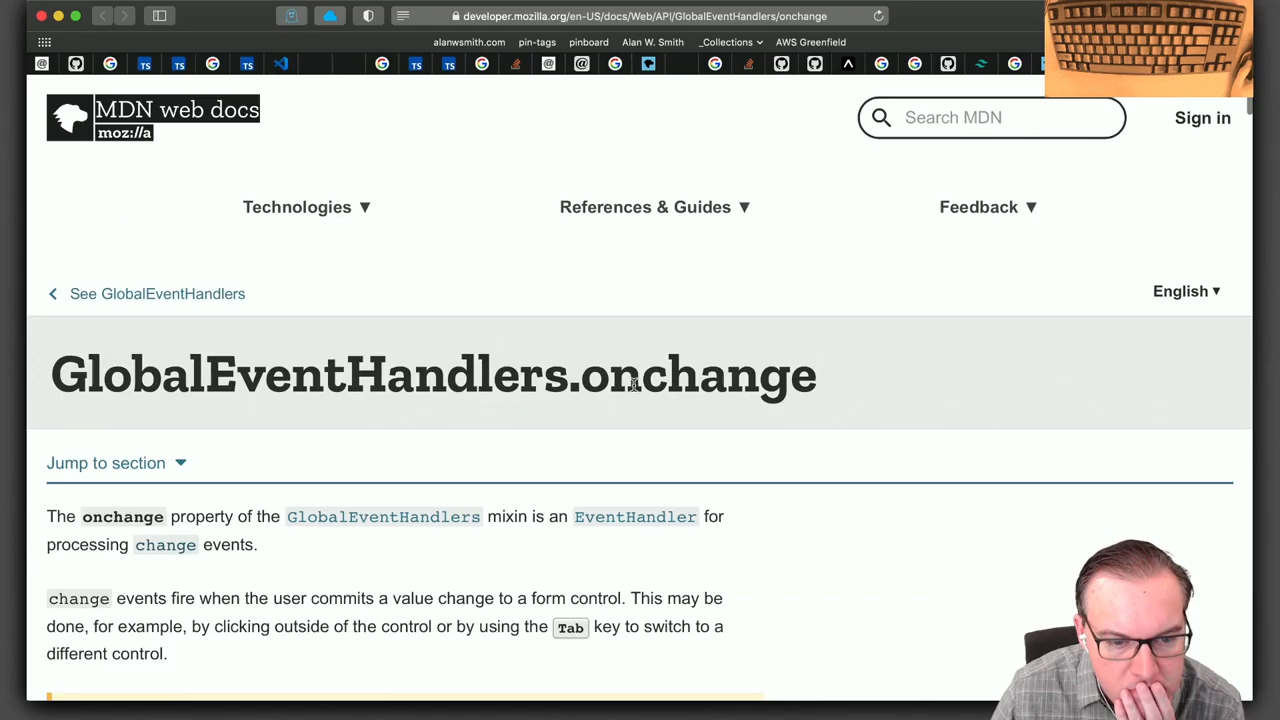 developer.mozilla.org/en-US/docs/Web/API/GlobalEventHandlers/onchange
alanwsmith.com pin-tags pinboard Alan W. Smith _Collections AWS Greenfield
MDN web docs
moz://a
Search MDN
Sign in
Technologies ▼ References & Guides ▼ Feedback ▼
See GlobalEventHandlers
English ▼
GlobalEventHandlers.onchange
Jump to section
The onchange property of the GlobalEventHandlers mixin is an EventHandler for
processing change events.
change events fire when the user commits a value change to a form control. This may be
done, for example, by clicking outside of the control or by using the Tab key to switch to a
different control.